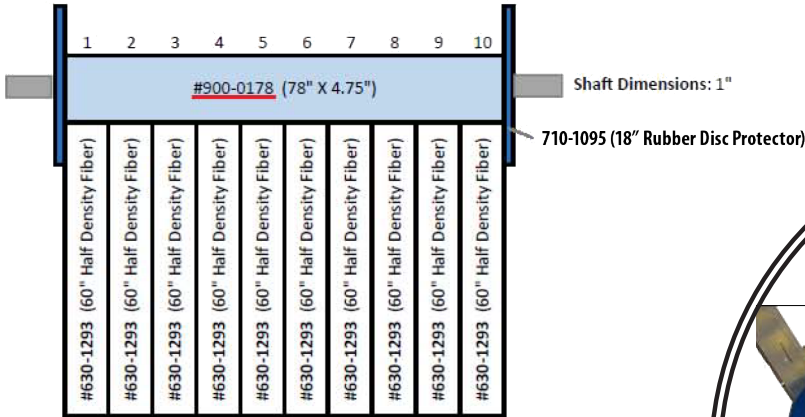 1 2 3 4 5 6 7 8 9 10
#900-0178 (78" X 4.75")
Shaft Dimensions: 1"
710-1095 (18” Rubber Disc Protector)
#630-1293 (60" Half Density Fiber)
#630-1293 (60" Half Density Fiber)
#630-1293 (60" Half Density Fiber)
#630-1293 (60" Half Density Fiber)
#630-1293 (60" Half Density Fiber)
#630-1293 (60" Half Density Fiber)
#630-1293 (60" Half Density Fiber)
#630-1293 (60" Half Density Fiber)
#630-1293 (60" Half Density Fiber)
#630-1293 (60" Half Density Fiber)